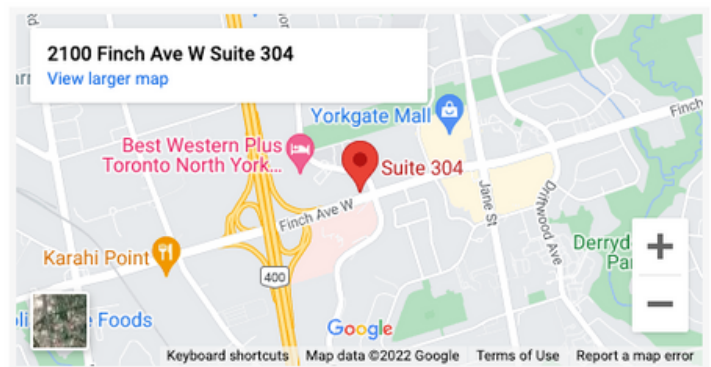 2100 Finch Ave W Suite 304
View larger map
Finch
Yorkgate Mall
Best Western Plus
Toronto North York...
Suite 304
Jane St
Driftwood Ave
Finch Ave W
Karahi Point
Derryd
Pa
400
e Foods
Google
Keyboard shortcuts
Map data ©2022 Google
Terms of Use
Report a map error